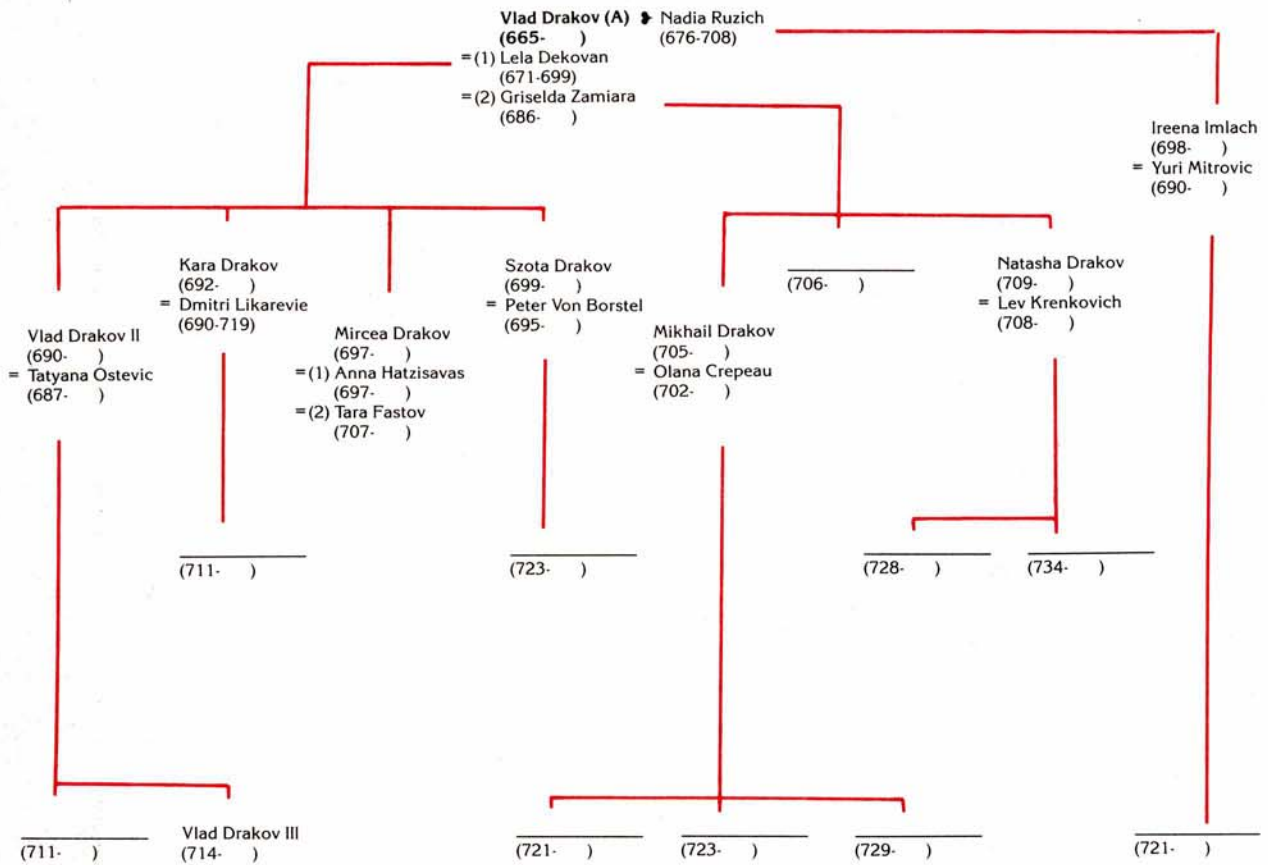 Vlad Drakov (A) ❥ Nadia Ruzich
(665-    ) (676-708)
=(1) Lela Dekovan
(671-699)
=(2) Griselda Zamiara
(686-    )
Ireena Imlach
(698-    )
= Yuri Mitrovic
(690-    )
Vlad Drakov II
(690-    )
= Tatyana Ostevic
(687-    )
Kara Drakov
(692-    )
= Dmitri Likarevie
(690-719)
Mircea Drakov
(697-    )
=(1) Anna Hatzisavas
(697-    )
=(2) Tara Fastov
(707-    )
Szota Drakov
(699-    )
= Peter Von Borstel
(695-    )
Mikhail Drakov
(705-    )
= Olana Crepeau
(702-    )
(706-    )
Natasha Drakov
(709-    )
= Lev Krenkovich
(708-    )
(711-    )
(723-    )
(728-    )
(734-    )
(711-    )
Vlad Drakov III
(714-    )
(721-    )
(723-    )
(729-    )
(721-    )